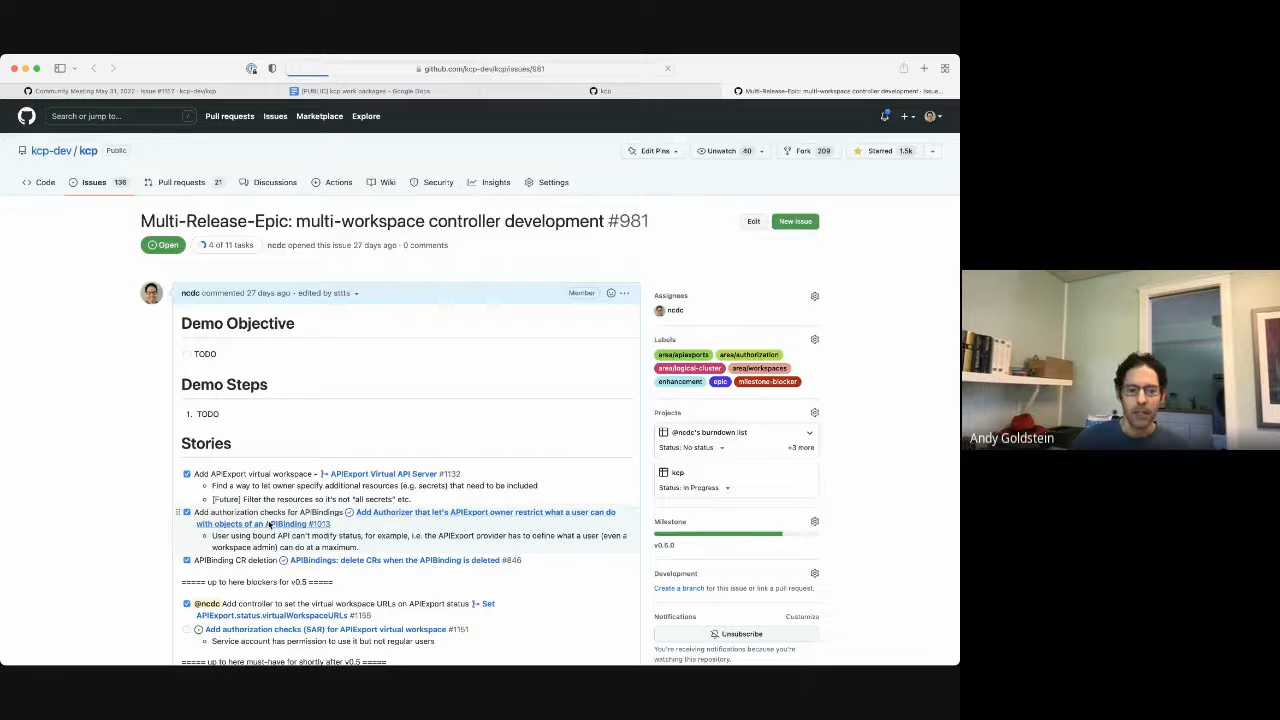 github.com/kcp-dev/kcp/issues/981
Community Meeting May 31, 2022 · Issue #1157 · kcp-dev/kcp
[PUBLIC] kcp work packages - Google Docs
kcp
Multi-Release-Epic: multi-workspace controller development · Issue...
Search or jump to...
/
Pull requests
Issues
Marketplace
Explore
kcp-dev / kcp
Public
Edit Pins
Unwatch 40
Fork 209
Starred 1.5k
Code
Issues 136
Pull requests 21
Discussions
Actions
Wiki
Security
Insights
Settings
Multi-Release-Epic: multi-workspace controller development #981
Edit
New issue
Open
4 of 11 tasks
ncdc opened this issue 27 days ago · 0 comments
ncdc commented 27 days ago · edited by sttts
Member
Demo Objective
TODO
Demo Steps
1. TODO
Stories
Add APIExport virtual workspace - APIExport Virtual API Server #1132
Find a way to let owner specify additional resources (e.g. secrets) that need to be included
[Future] Filter the resources so it's not "all secrets" etc.
Add authorization checks for APIBindings Add Authorizer that let's APIExport owner restrict what a user can do
with objects of an APIBinding #1013
User using bound API can't modify status, for example, i.e. the APIExport provider has to define what a user (even a
workspace admin) can do at a maximum.
APIBinding CR deletion APIBindings: delete CRs when the APIBinding is deleted #846
===== up to here blockers for v0.5 =====
@ncdc Add controller to set the virtual workspace URLs on APIExport status Set
APIExport.status.virtualWorkspaceURLs #1155
Add authorization checks (SAR) for APIExport virtual workspace #1151
Service account has permission to use it but not regular users
===== up to here must-have for shortly after v0.5 =====
Assignees
ncdc
Labels
area/apiexports
area/authorization
area/logical-cluster
area/workspaces
enhancement
epic
milestone-blocker
Projects
@ncdc's burndown list
Status: No status
+3 more
kcp
Status: In Progress
Milestone
v0.5.0
Development
Create a branch for this issue or link a pull request.
Notifications
Customize
Unsubscribe
You're receiving notifications because you're
watching this repository.
Andy Goldstein